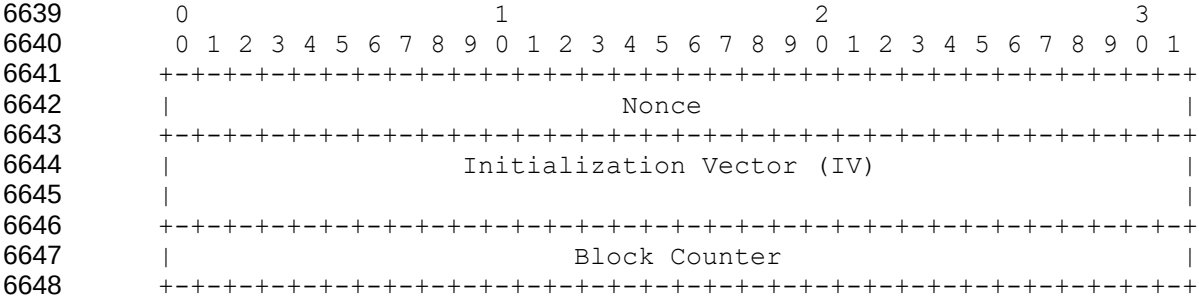 6639        0                   1                   2                   3
6640        0 1 2 3 4 5 6 7 8 9 0 1 2 3 4 5 6 7 8 9 0 1 2 3 4 5 6 7 8 9 0 1
6641       +-+-+-+-+-+-+-+-+-+-+-+-+-+-+-+-+-+-+-+-+-+-+-+-+-+-+-+-+-+-+-+-+
6642       |                            Nonce                              |
6643       +-+-+-+-+-+-+-+-+-+-+-+-+-+-+-+-+-+-+-+-+-+-+-+-+-+-+-+-+-+-+-+-+
6644       |                  Initialization Vector (IV)                   |
6645       |                                                               |
6646       +-+-+-+-+-+-+-+-+-+-+-+-+-+-+-+-+-+-+-+-+-+-+-+-+-+-+-+-+-+-+-+-+
6647       |                         Block Counter                         |
6648       +-+-+-+-+-+-+-+-+-+-+-+-+-+-+-+-+-+-+-+-+-+-+-+-+-+-+-+-+-+-+-+-+